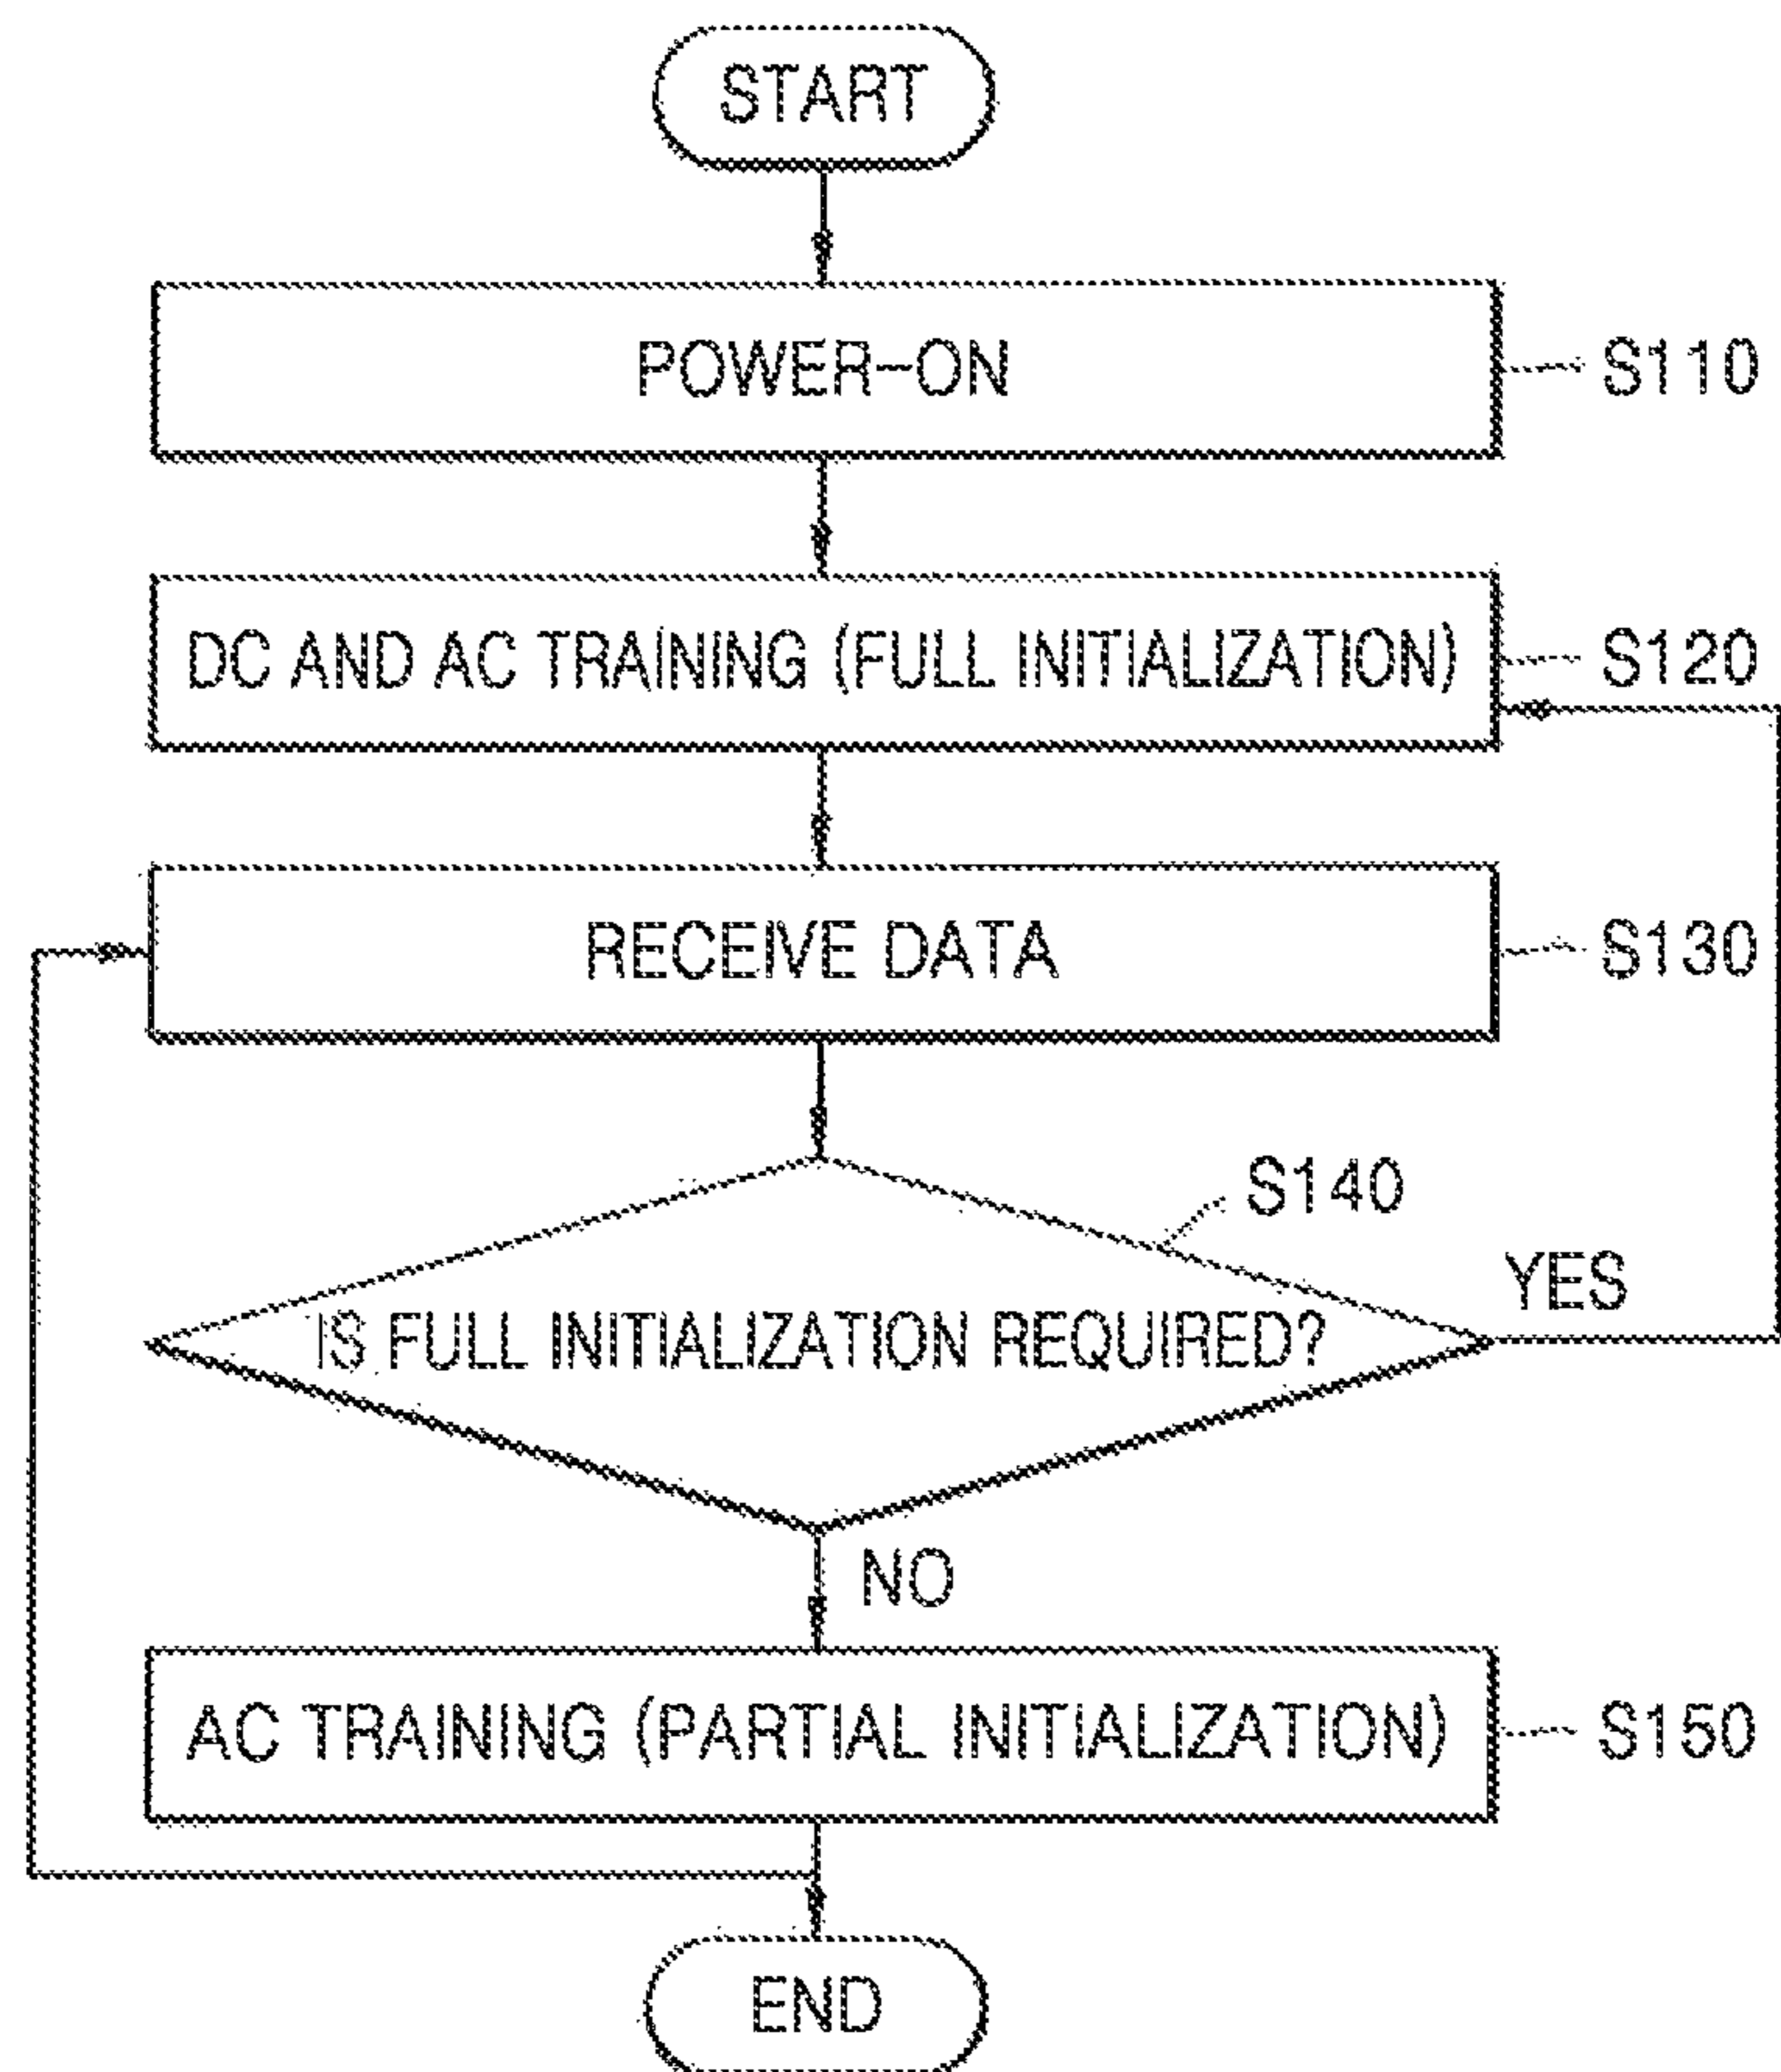 START
POWER-ON
S110
DC AND AC TRAINING (FULL INITIALIZATION)
S120
RECEIVE DATA
S130
S140
IS FULL INITIALIZATION REQUIRED?
YES
NO
AC TRAINING (PARTIAL INITIALIZATION)
S150
END